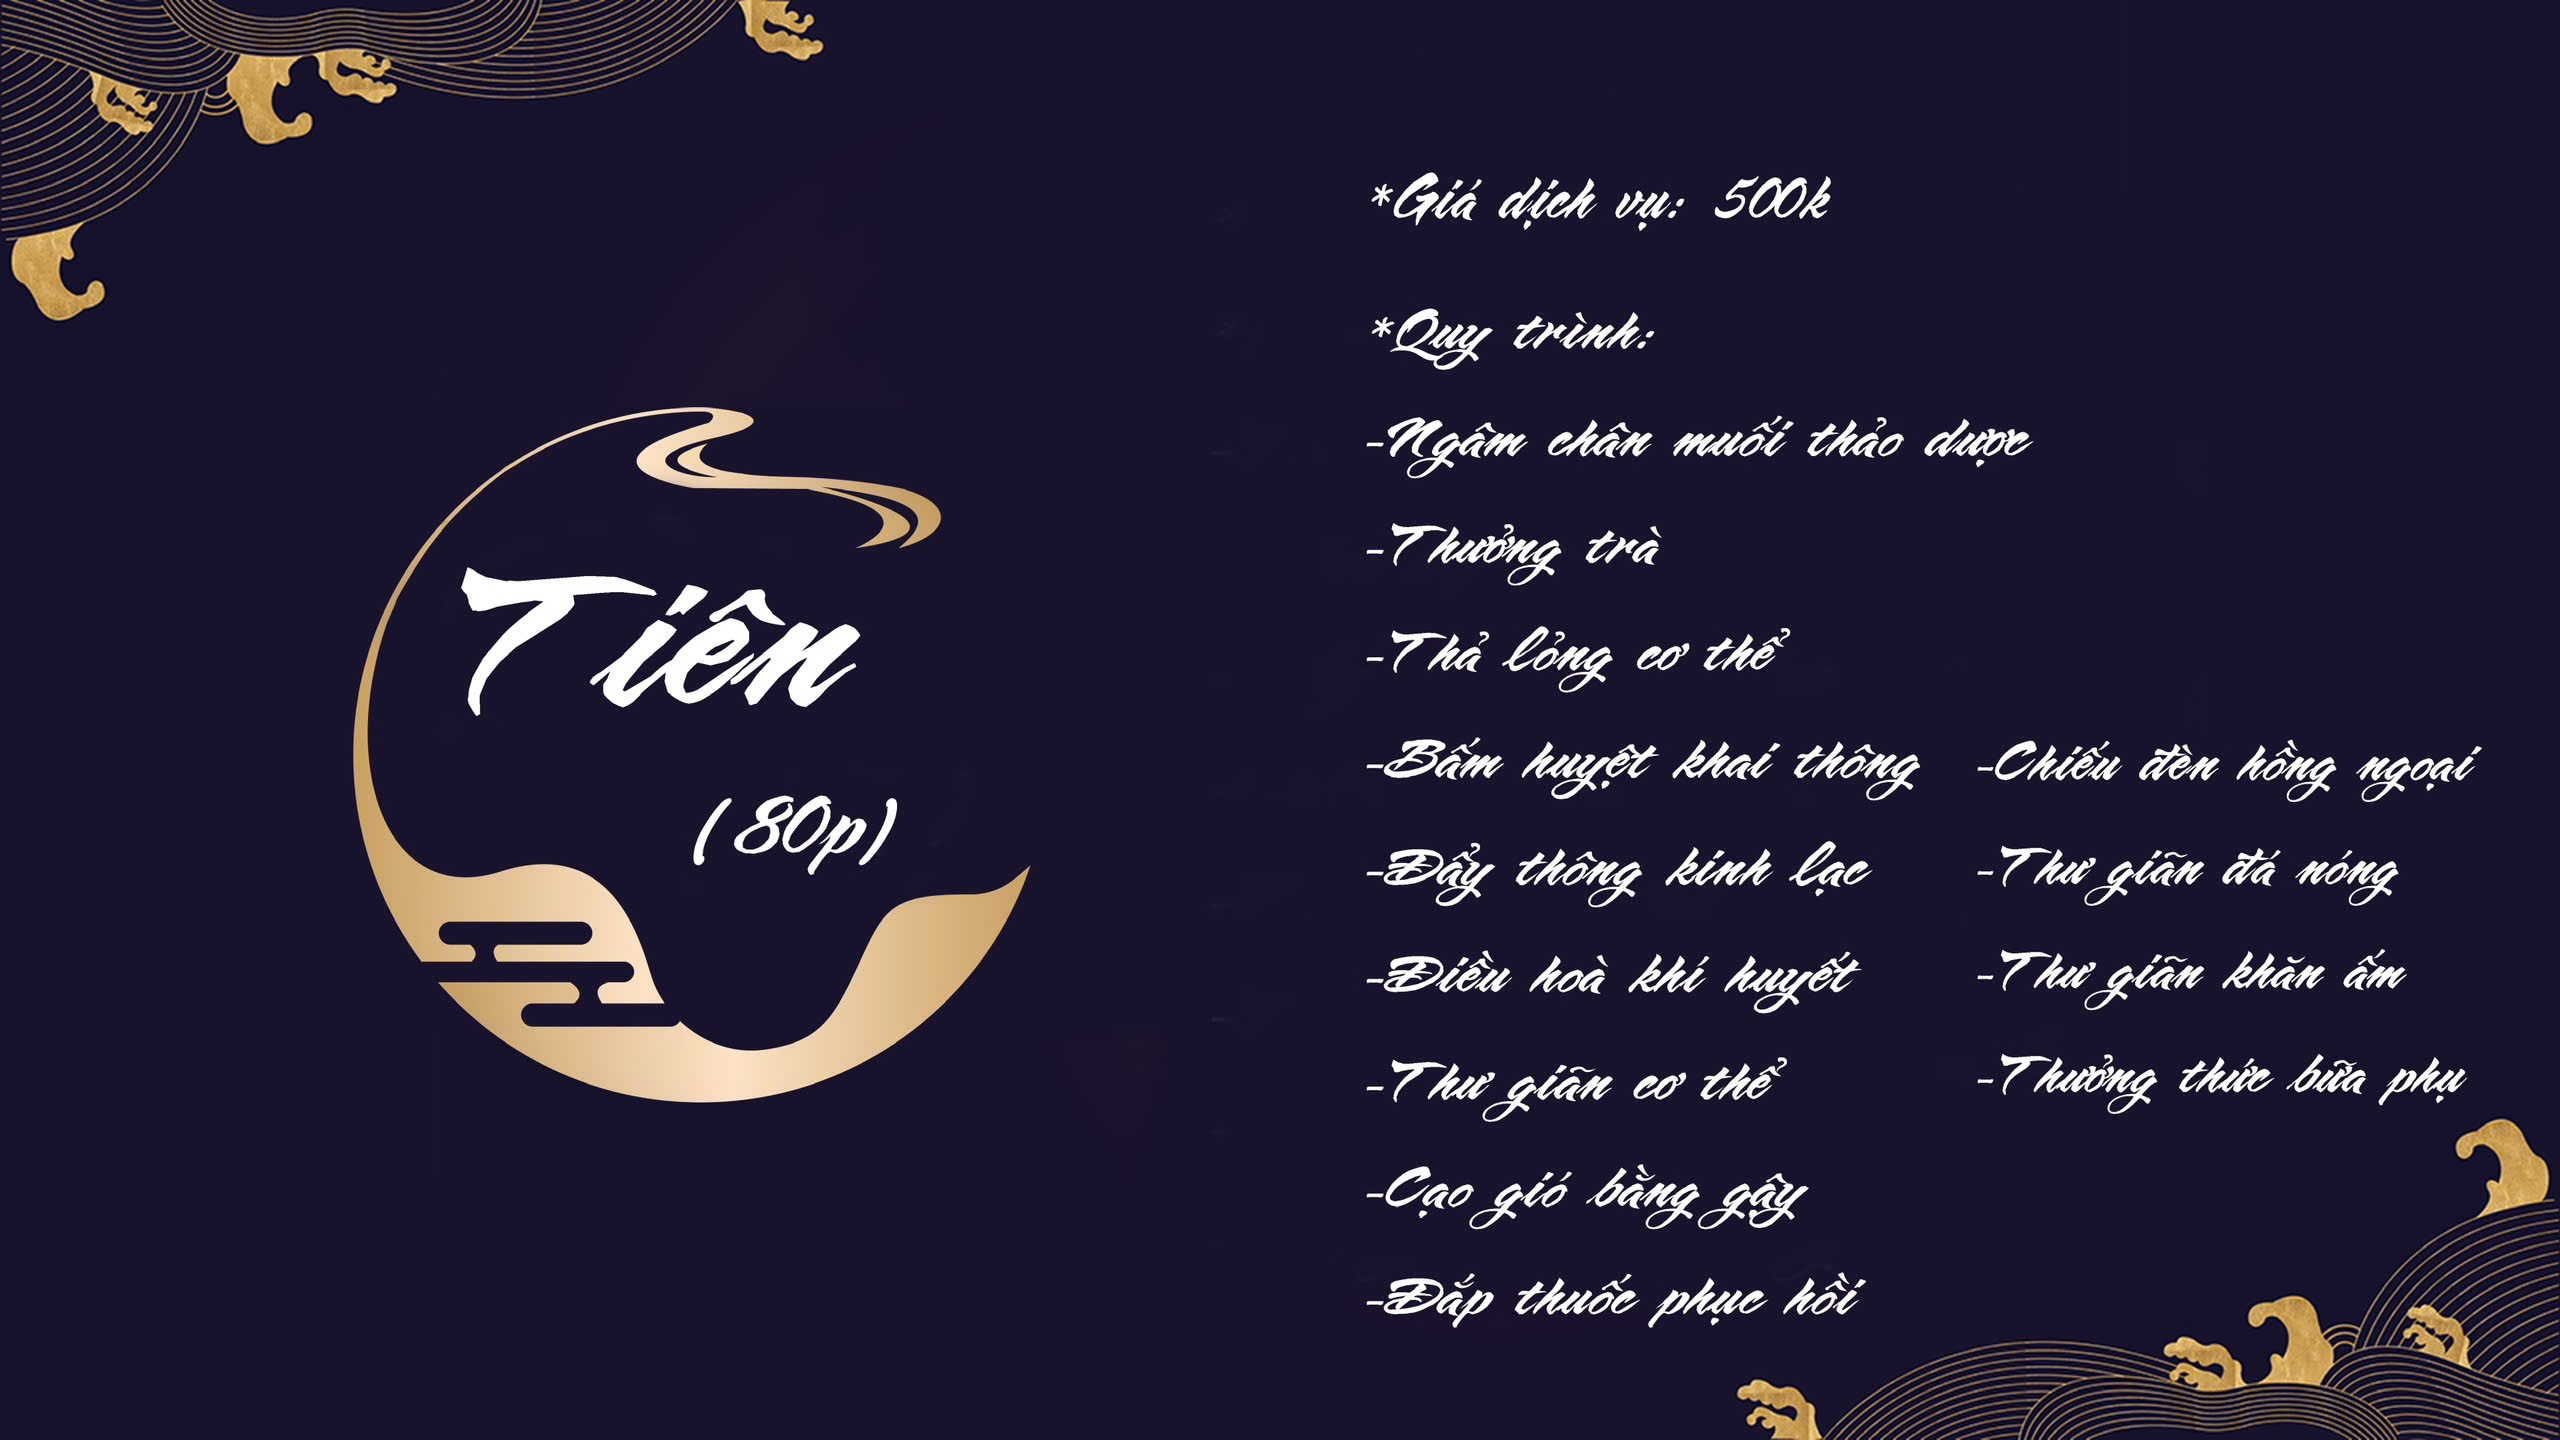 Tiên
(80p)
*Giá dịch vụ: 500k
*Quy trình:
-Ngâm chân muối thảo dược
-Thưởng trà
-Thả lỏng cơ thể
-Bấm huyệt khai thông
-Đẩy thông kinh lạc
-Điều hoà khí huyết
-Thư giãn cơ thể
-Cạo gió bằng gậy
-Đắp thuốc phục hồi
-Chiếu đèn hồng ngoại
-Thư giãn đá nóng
-Thư giãn khăn ấm
-Thưởng thức bữa phụ